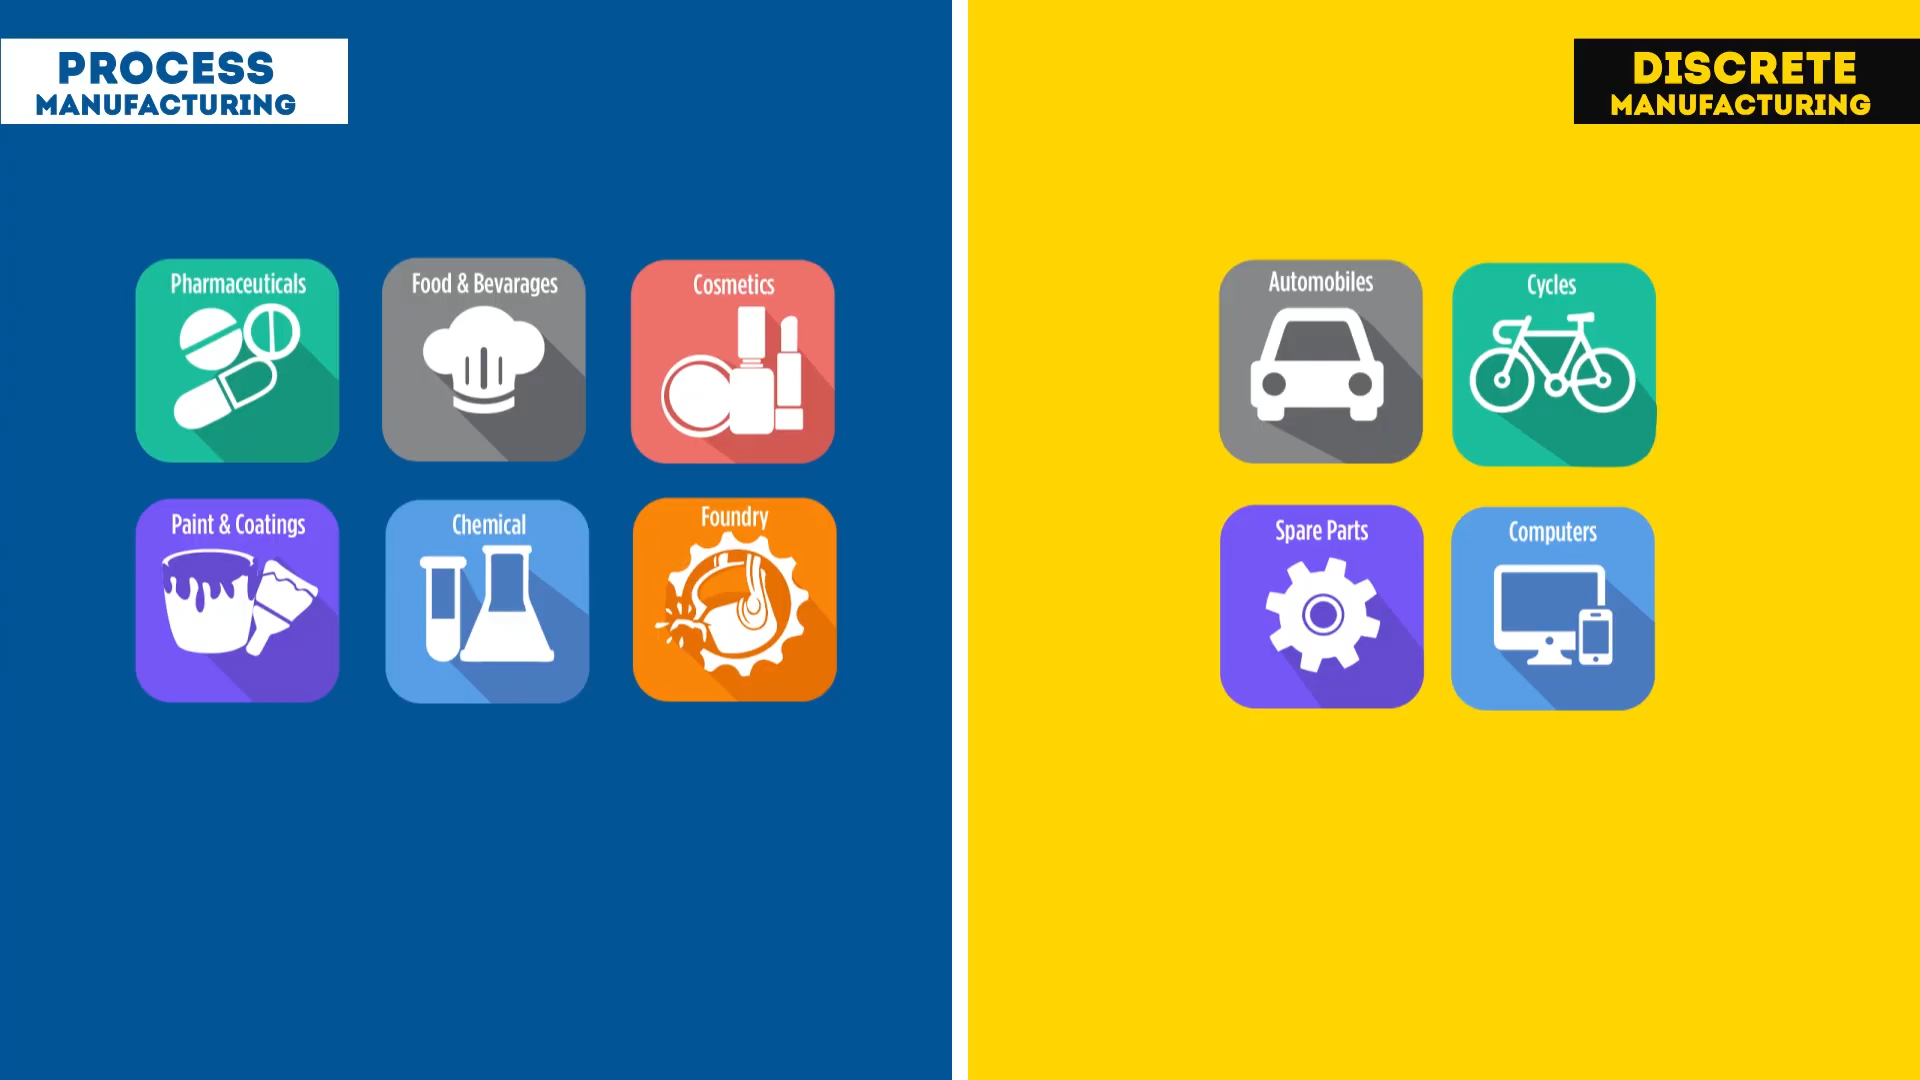 PROCESS
MANUFACTURING
Pharmaceuticals
Food & Bevarages
Cosmetics
Paint & Coatings
Chemical
Foundry
DISCRETE
MANUFACTURING
Automobiles
Cycles
Spare Parts
Computers